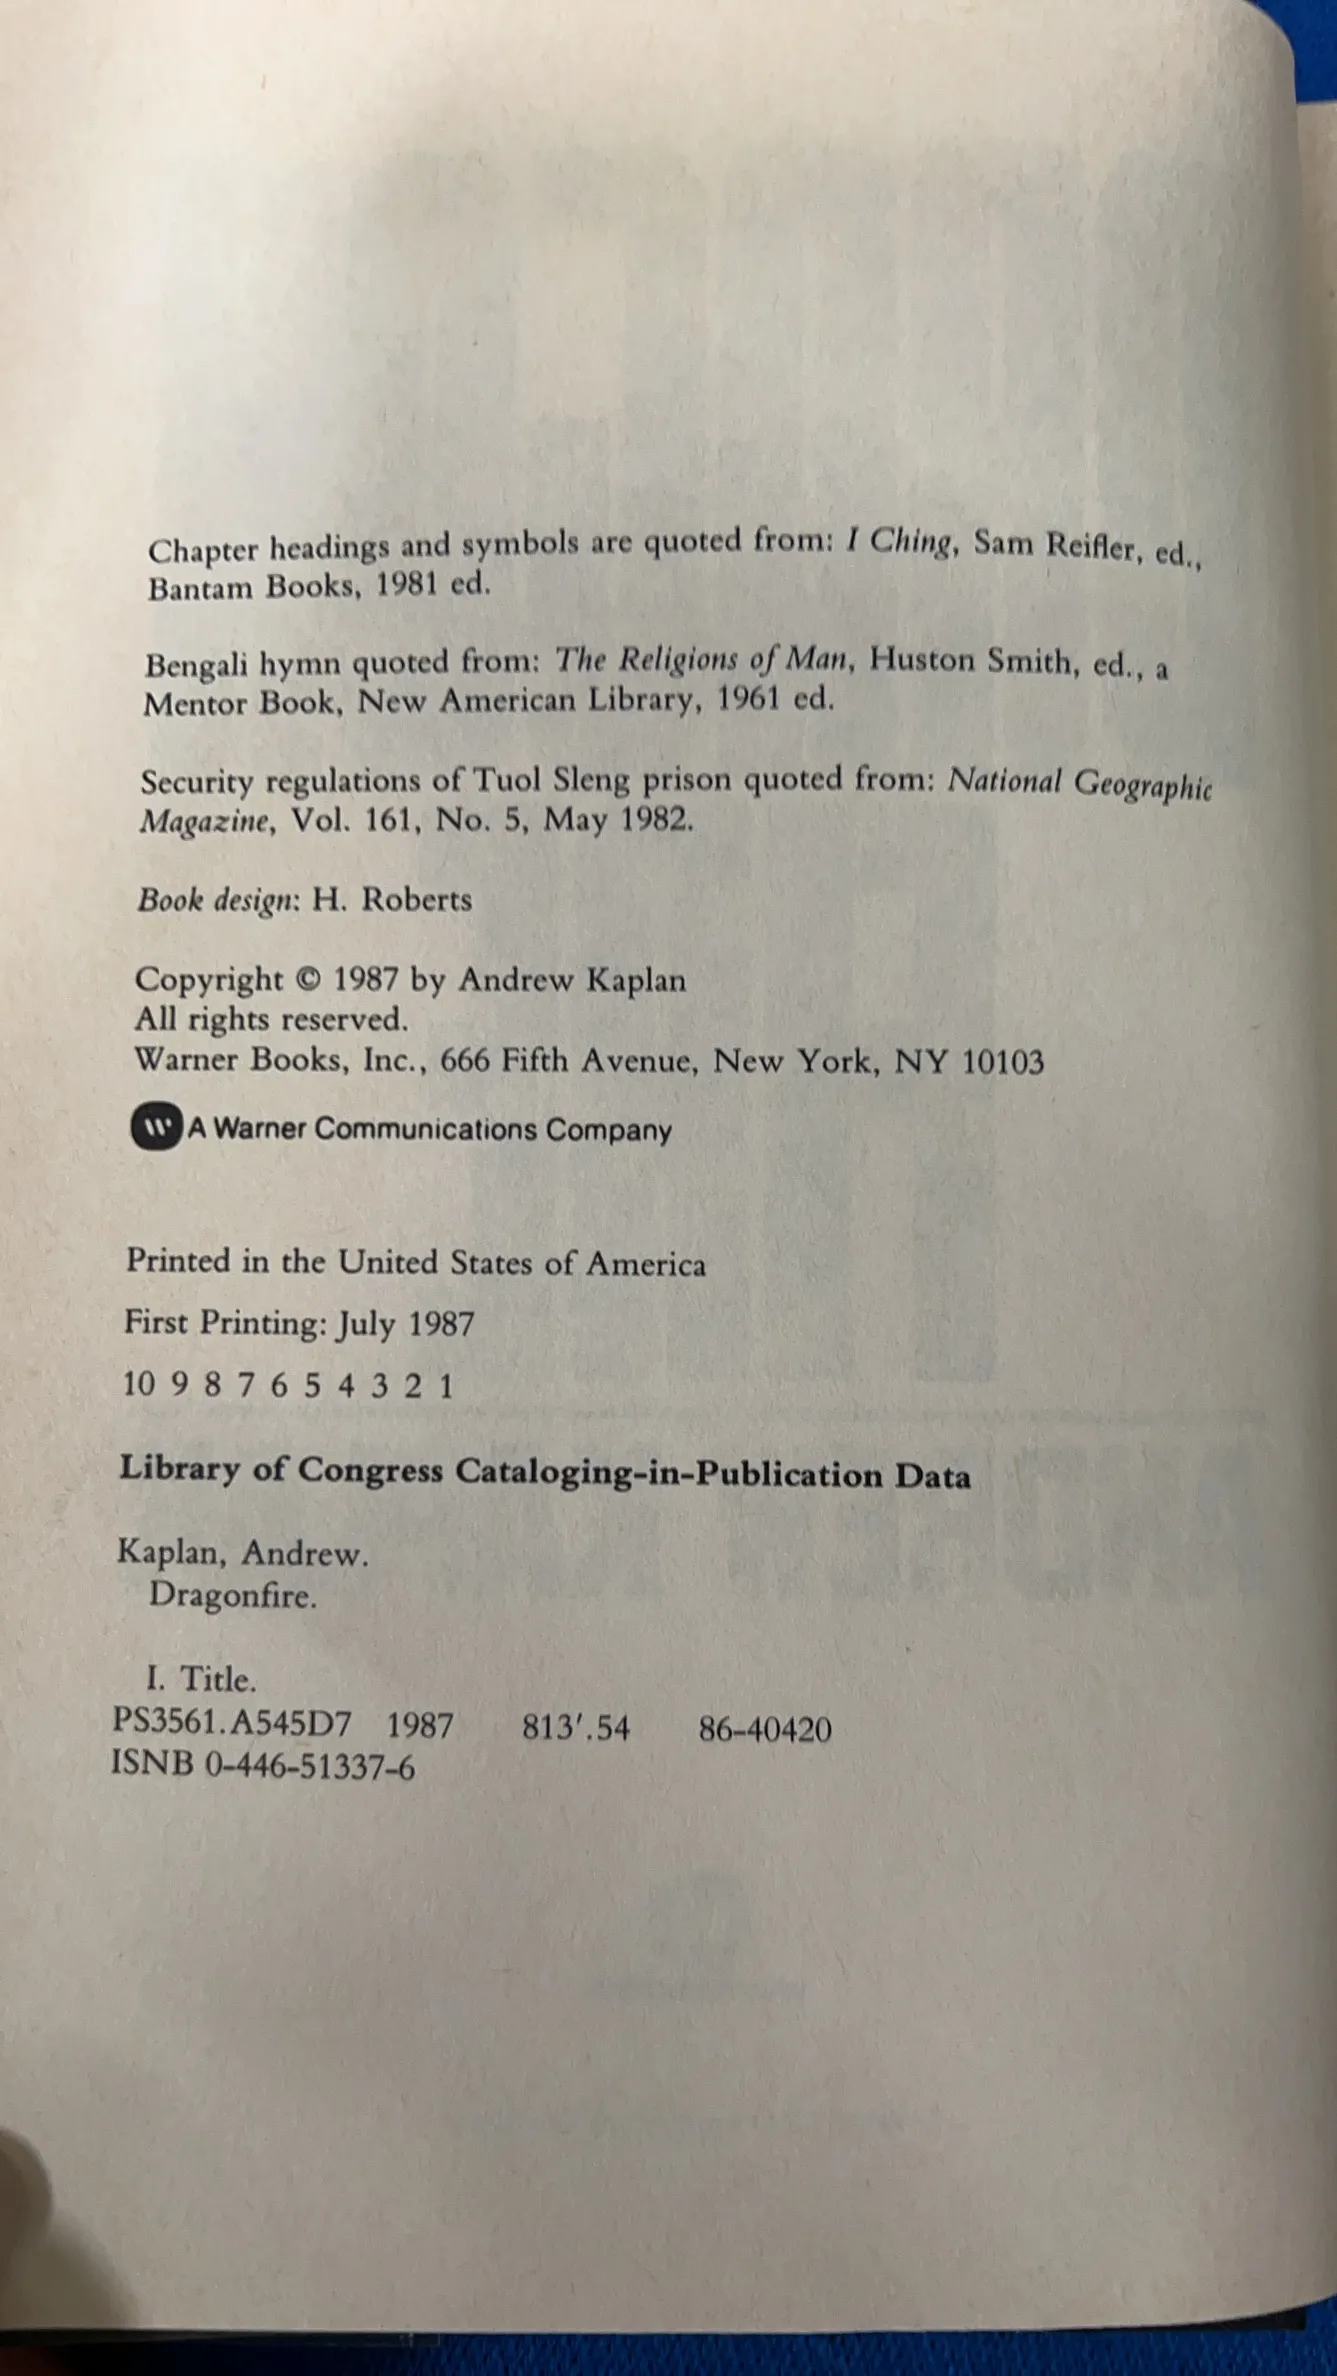 Chapter headings and symbols are quoted from: I Ching, Sam Reifler, ed.,
Bantam Books, 1981 ed.
Bengali hymn quoted from: The Religions of Man, Huston Smith, ed., a
Mentor Book, New American Library, 1961 ed.
Security regulations of Tuol Sleng prison quoted from: National Geographic
Magazine, Vol. 161, No. 5, May 1982.
Book design: H. Roberts
Copyright © 1987 by Andrew Kaplan
All rights reserved.
Warner Books, Inc., 666 Fifth Avenue, New York, NY 10103
W A Warner Communications Company
Printed in the United States of America
First Printing: July 1987
10 9 8 7 6 5 4 3 2 1
Library of Congress Cataloging-in-Publication Data
Kaplan, Andrew.
Dragonfire.
I. Title.
PS3561.A545D7 1987 813′.54 86-40420
ISNB 0-446-51337-6